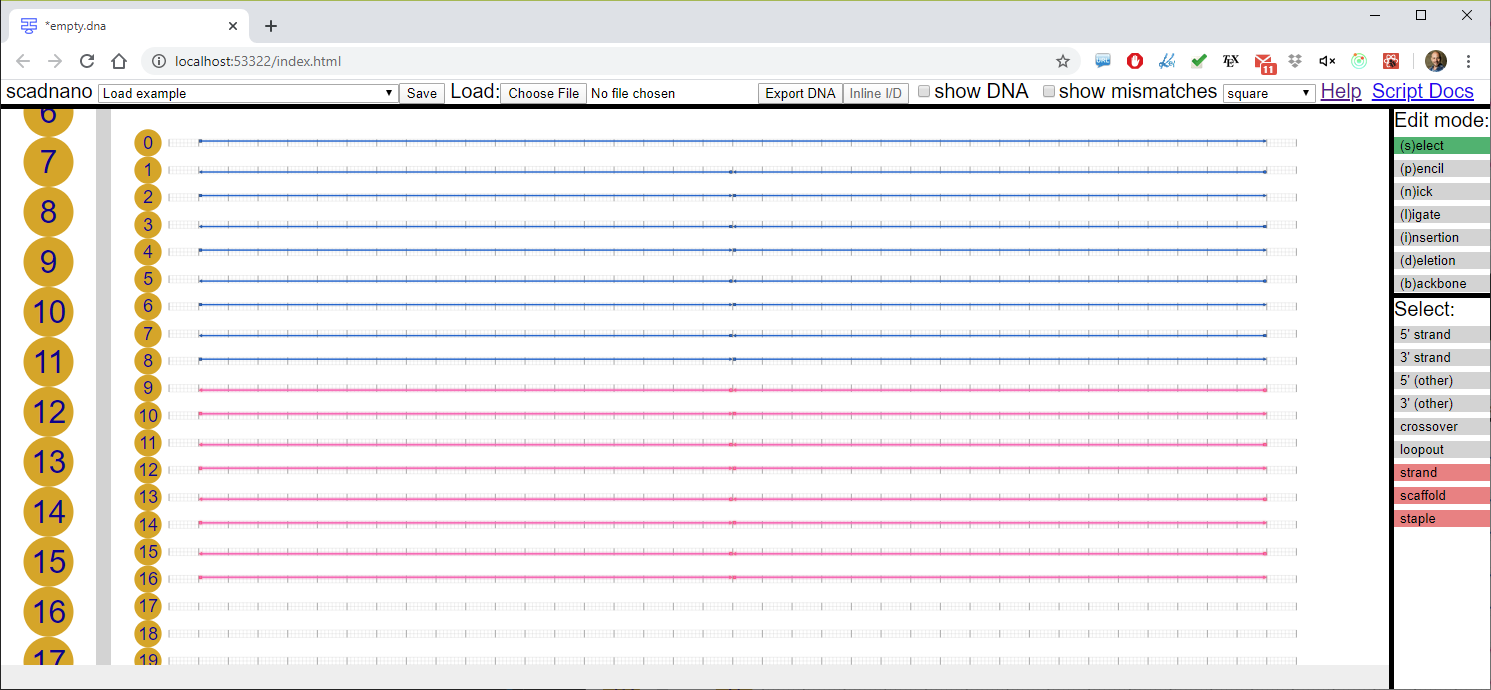 *empty.dna
localhost:53322/index.html
11
scadnano Load example Save Load: Choose File No file chosen Export DNA Inline I/D show DNA show mismatches square Help Script Docs
6
7
8
9
10
11
12
13
14
15
16
17
0
1
2
3
4
5
6
7
8
9
10
11
12
13
14
15
16
17
18
19
Edit mode:
(s)elect
(p)encil
(n)ick
(l)igate
(i)nsertion
(d)eletion
(b)ackbone
Select:
5' strand
3' strand
5' (other)
3' (other)
crossover
loopout
strand
scaffold
staple